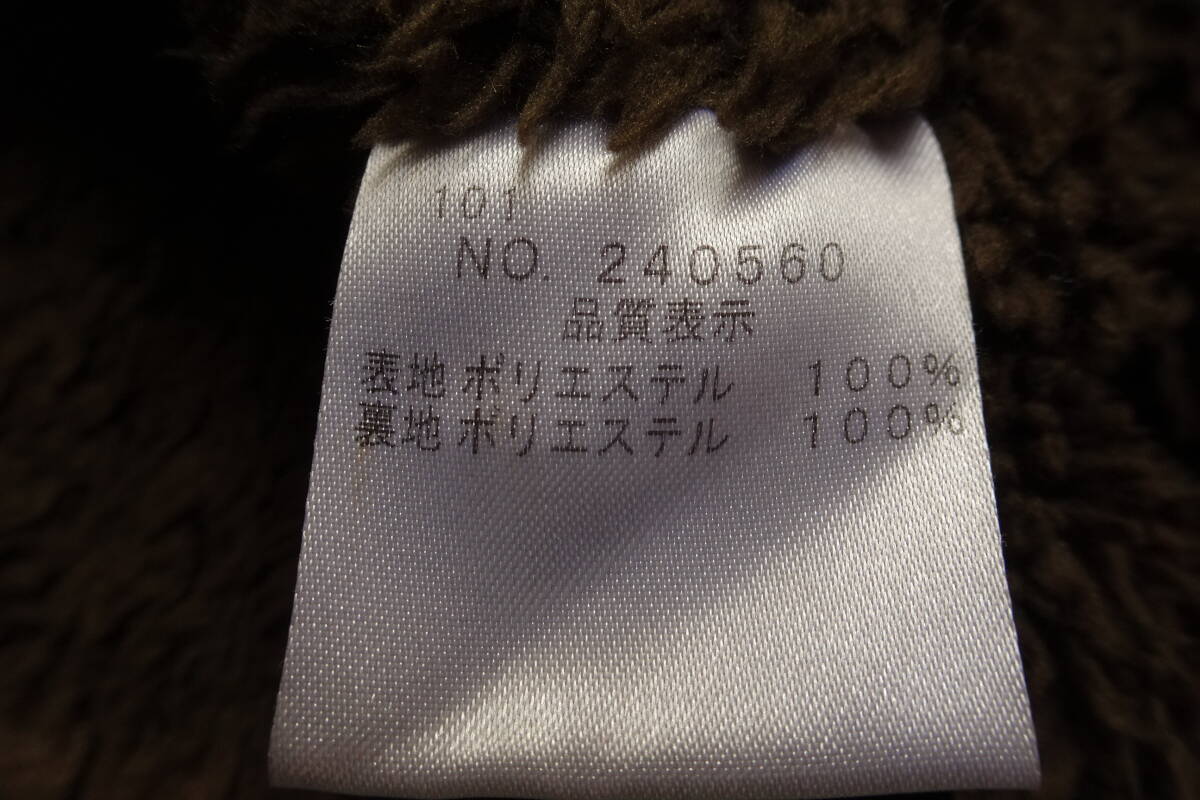 101
NO. 240560
品質表示
表地 ポリエステル 100%
裏地 ポリエステル 100%